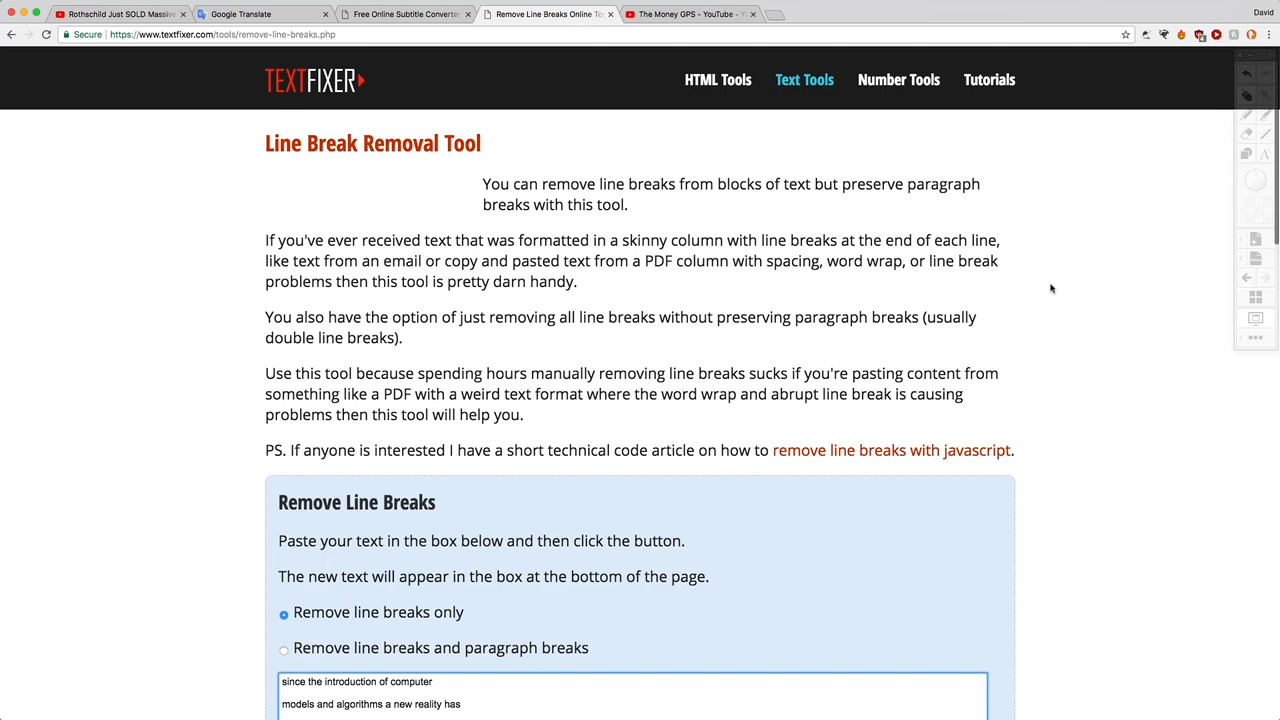 Rothschild Just SOLD Massive
Google Translate
Free Online Subtitle Converter
Remove Line Breaks Online To
The Money GPS - YouTube - Y
David
Secure | https://www.textfixer.com/tools/remove-line-breaks.php
TEXTFIXER
HTML Tools
Text Tools
Number Tools
Tutorials
Line Break Removal Tool
You can remove line breaks from blocks of text but preserve paragraph
breaks with this tool.
If you've ever received text that was formatted in a skinny column with line breaks at the end of each line,
like text from an email or copy and pasted text from a PDF column with spacing, word wrap, or line break
problems then this tool is pretty darn handy.
You also have the option of just removing all line breaks without preserving paragraph breaks (usually
double line breaks).
Use this tool because spending hours manually removing line breaks sucks if you're pasting content from
something like a PDF with a weird text format where the word wrap and abrupt line break is causing
problems then this tool will help you.
PS. If anyone is interested I have a short technical code article on how to remove line breaks with javascript.
Remove Line Breaks
Paste your text in the box below and then click the button.
The new text will appear in the box at the bottom of the page.
Remove line breaks only
Remove line breaks and paragraph breaks
since the introduction of computer
models and algorithms a new reality has